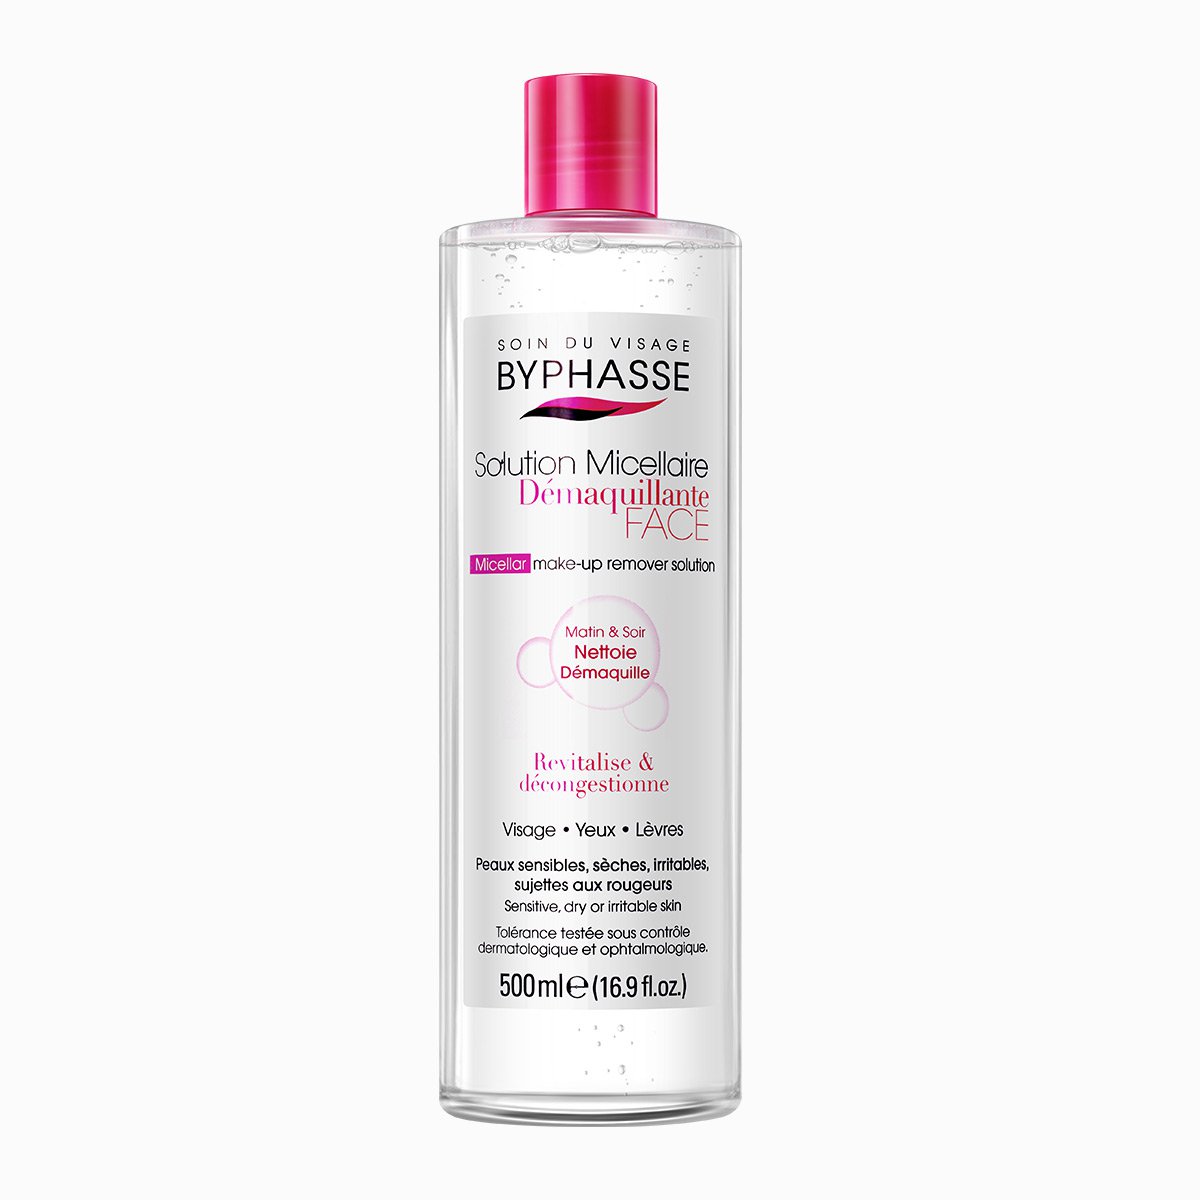 SOIN DU VISAGE
BYPHASSE
Solution Micellaire
Démaquillante
FACE
Micellar make-up remover solution
Matin & Soir
Nettoie
Démaquille
Revitalise &
décongestionne
Visage • Yeux • Lèvres
Peaux sensibles, sèches, irritables,
sujettes aux rougeurs
Sensitive, dry or irritable skin
Tolérance testée sous contrôle
dermatologique et ophtalmologique.
500ml℮(16.9 fl.oz.)